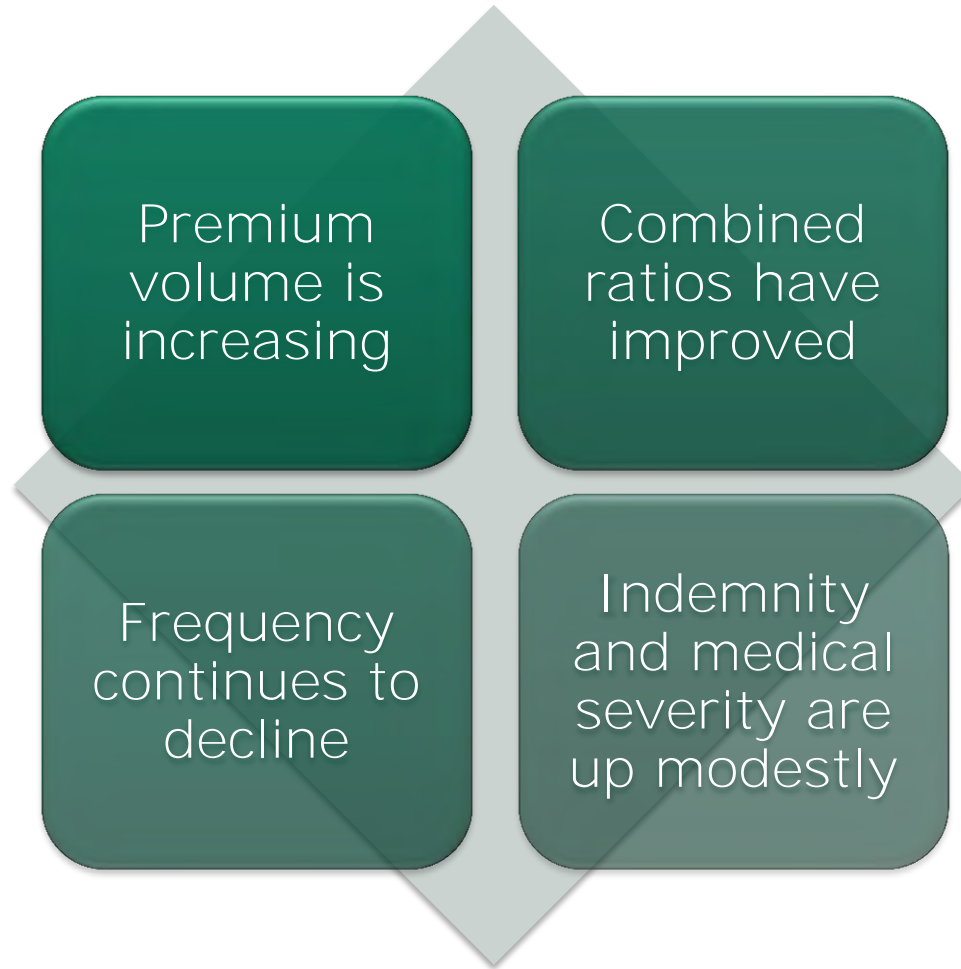 Premium
volume is
increasing
Combined
ratios have
improved
Frequency
continues to
decline
Indemnity
and medical
severity are
up modestly